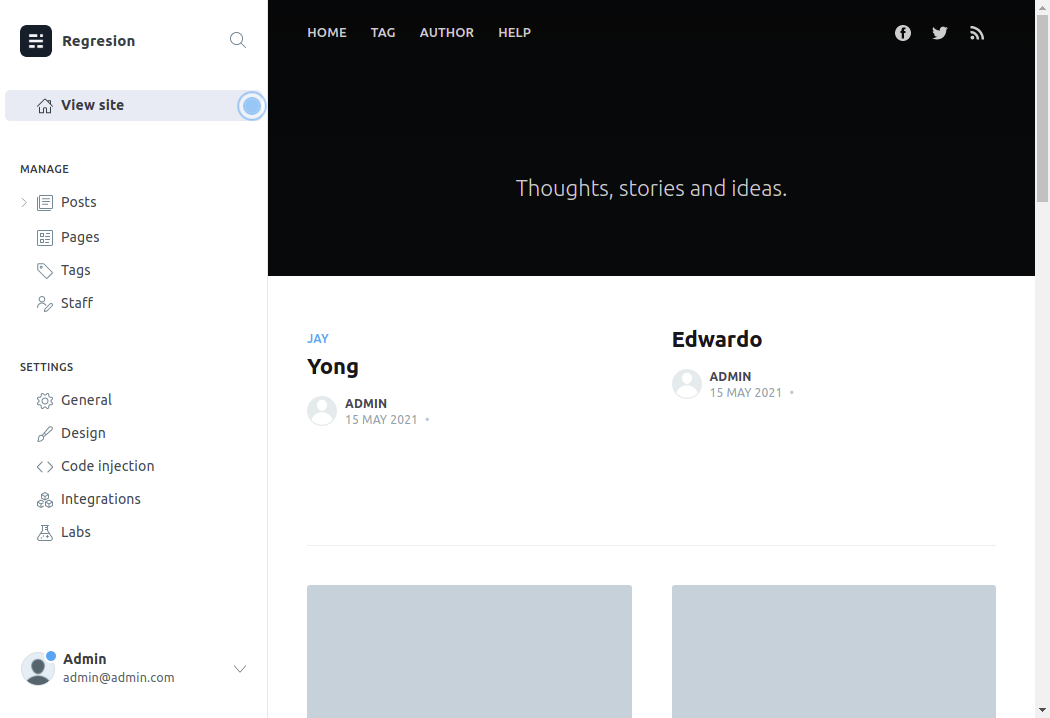 Regresion
View site
MANAGE
Posts
Pages
Tags
Staff
SETTINGS
General
Design
Code injection
Integrations
Labs
Admin
admin@admin.com
HOME TAG AUTHOR HELP
Thoughts, stories and ideas.
JAY
Yong
ADMIN
15 MAY 2021 •
Edwardo
ADMIN
15 MAY 2021 •